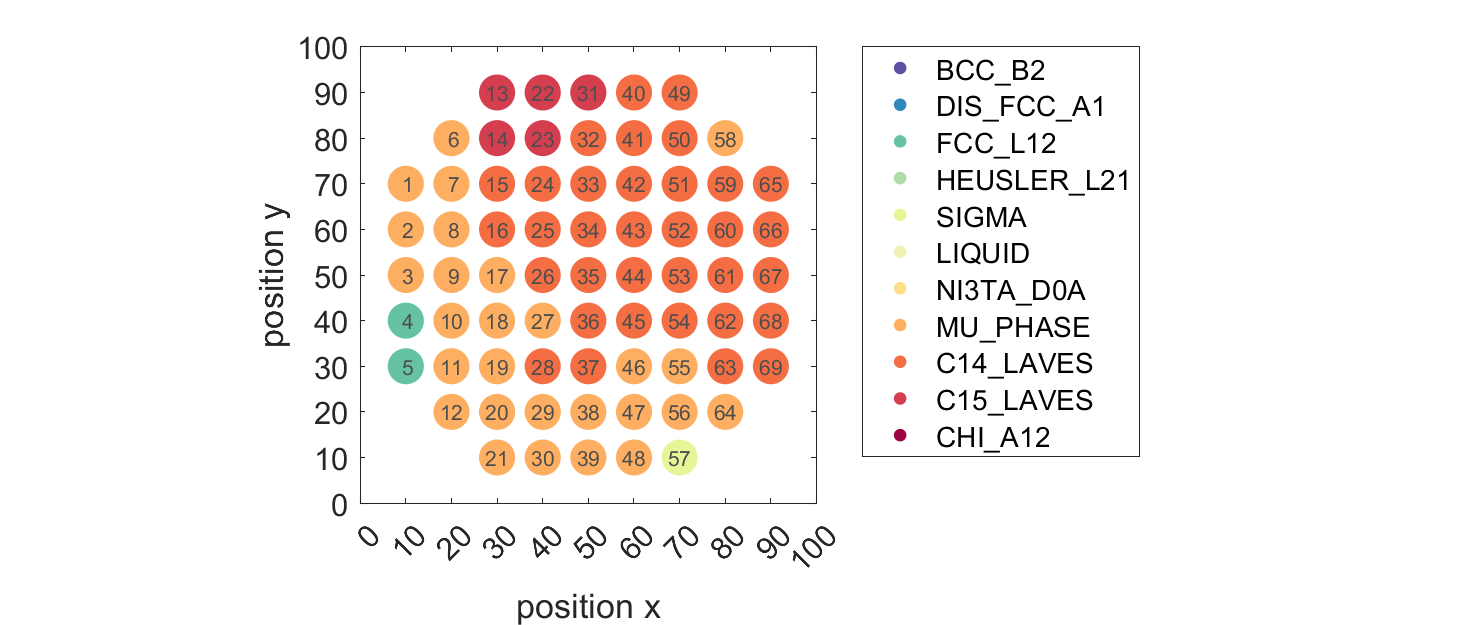 100
90 13 22 31 40 49
80 6 14 23 32 41 50 58
70 1 7 15 24 33 42 51 59 65
60 2 8 16 25 34 43 52 60 66
50 3 9 17 26 35 44 53 61 67
40 4 10 18 27 36 45 54 62 68
30 5 11 19 28 37 46 55 63 69
20 12 20 29 38 47 56 64
10 21 30 39 48 57
0
position y
0 10 20 30 40 50 60 70 80 90 100
position x
BCC_B2
DIS_FCC_A1
FCC_L12
HEUSLER_L21
SIGMA
LIQUID
NI3TA_D0A
MU_PHASE
C14_LAVES
C15_LAVES
CHI_A12